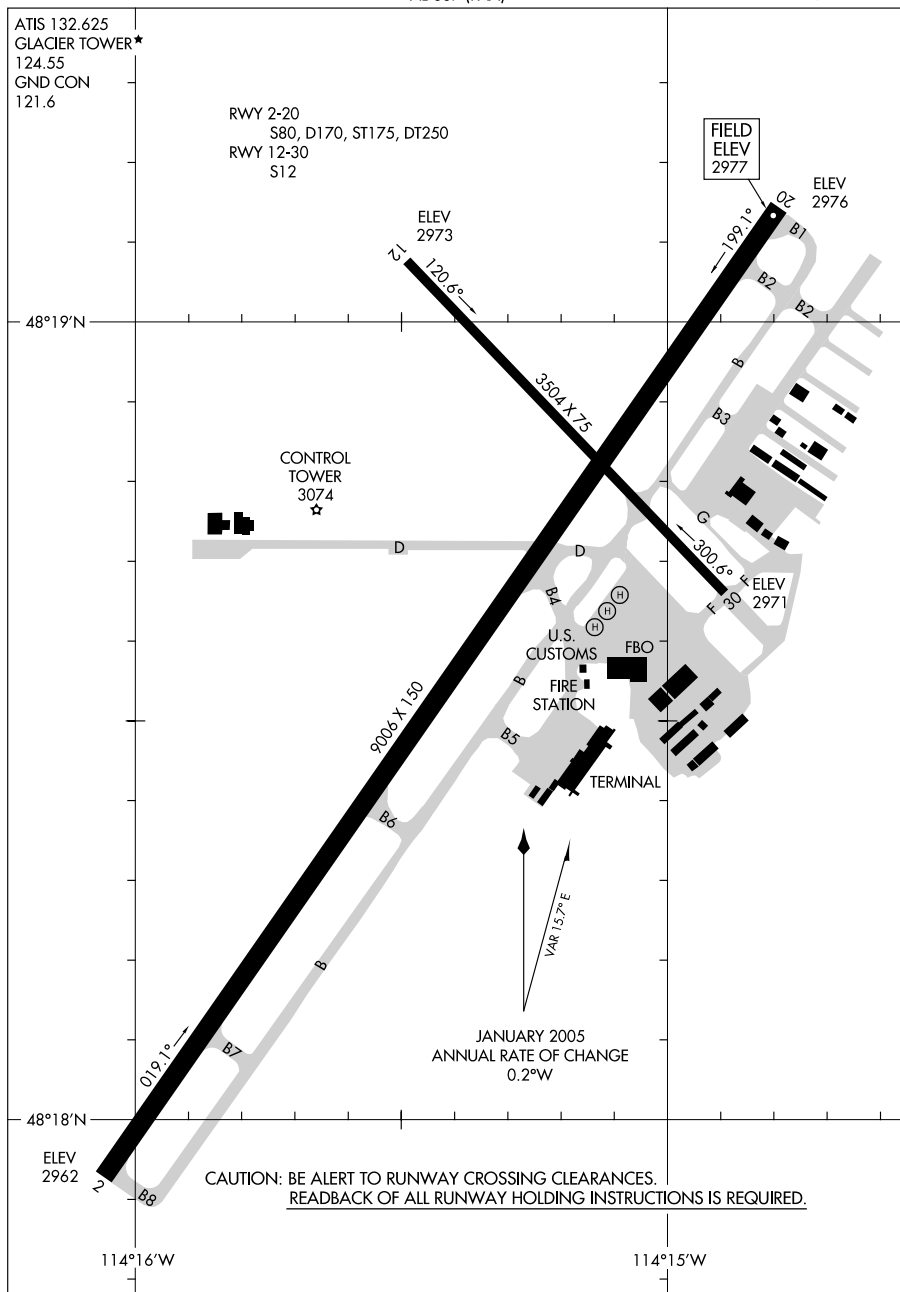 ATIS 132.625
GLACIER TOWER★
124.55
GND CON
121.6
RWY 2-20
S80, D170, ST175, DT250
RWY 12-30
S12
FIELD
ELEV
2977
ELEV
2976
20
199.1°
B1
B2
B2
ELEV
2973
12
120.6°
48°19'N
B
3504 X 75
B3
CONTROL
TOWER
3074
G
300.6°
D
D
F
ELEV
2971
30
F
B4
H
H
H
U.S.
CUSTOMS
FBO
FIRE
STATION
B
9006 X 150
B5
TERMINAL
B6
VAR 15.7° E
B
JANUARY 2005
ANNUAL RATE OF CHANGE
0.2°W
019.1°
B7
48°18'N
ELEV
2962
2
B8
CAUTION: BE ALERT TO RUNWAY CROSSING CLEARANCES.
READBACK OF ALL RUNWAY HOLDING INSTRUCTIONS IS REQUIRED.
114°16'W
114°15'W